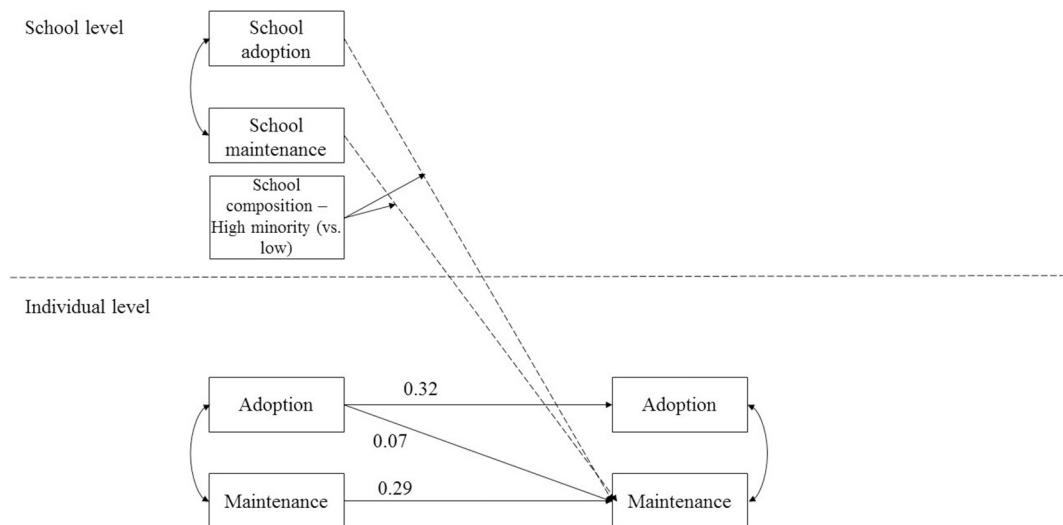 School level
School
adoption
School
maintenance
School
composition –
High minority (vs.
low)
Individual level
Adoption
0.32
Adoption
0.07
Maintenance
0.29
Maintenance